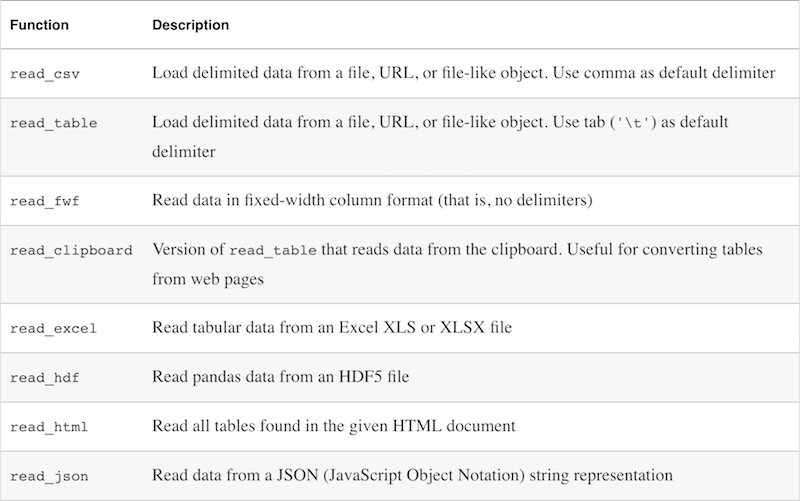 Function Description
read_csv Load delimited data from a file, URL, or file-like object. Use comma as default delimiter
read_table Load delimited data from a file, URL, or file-like object. Use tab ('\t') as default
delimiter
read_fwf Read data in fixed-width column format (that is, no delimiters)
read_clipboard Version of read_table that reads data from the clipboard. Useful for converting tables
from web pages
read_excel Read tabular data from an Excel XLS or XLSX file
read_hdf Read pandas data from an HDF5 file
read_html Read all tables found in the given HTML document
read_json Read data from a JSON (JavaScript Object Notation) string representation